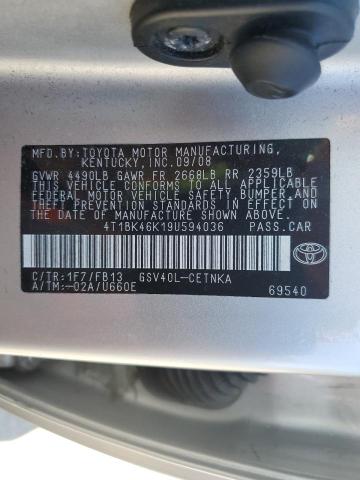 MFD.BY:TOYOTA MOTOR MANUFACTURING,
KENTUCKY,INC.09/08
GVWR 4490LB GAWR FR 2668LB RR 2359LB
THIS VEHICLE CONFORMS TO ALL APPLICABLE
FEDERAL MOTOR VEHICLE SAFETY, BUMPER, AND
THEFT PREVENTION STANDARDS IN EFFECT ON
THE DATE OF MANUFACTURE SHOWN ABOVE.
4T1BK46K19U594036 PASS.CAR
C/TR:1F7/FB13 GSV40L-CETNKA
A/TM:-02A/U660E 69540